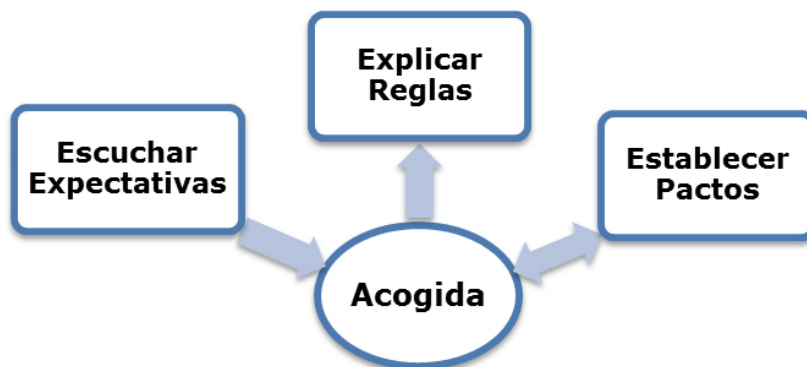 Explicar
Reglas
Escuchar
Expectativas
Establecer
Pactos
Acogida